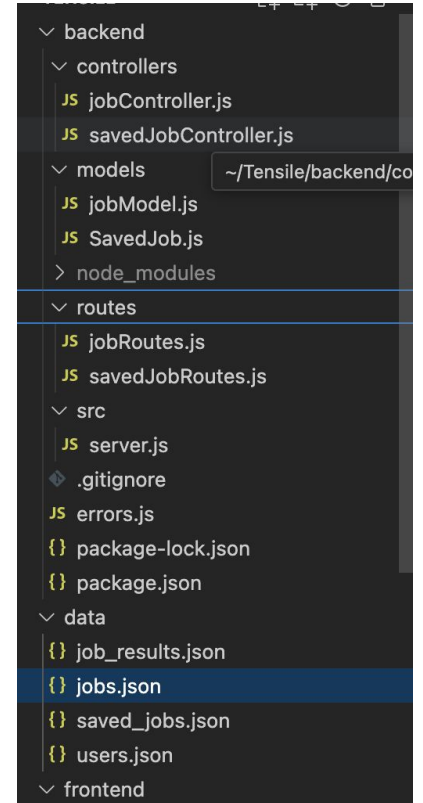 backend
controllers
JS jobController.js
JS savedJobController.js
models
~/Tensile/backend/co
JS jobModel.js
JS SavedJob.js
node_modules
routes
JS jobRoutes.js
JS savedJobRoutes.js
src
JS server.js
.gitignore
JS errors.js
{} package-lock.json
{} package.json
data
{} job_results.json
{} jobs.json
{} saved_jobs.json
{} users.json
frontend